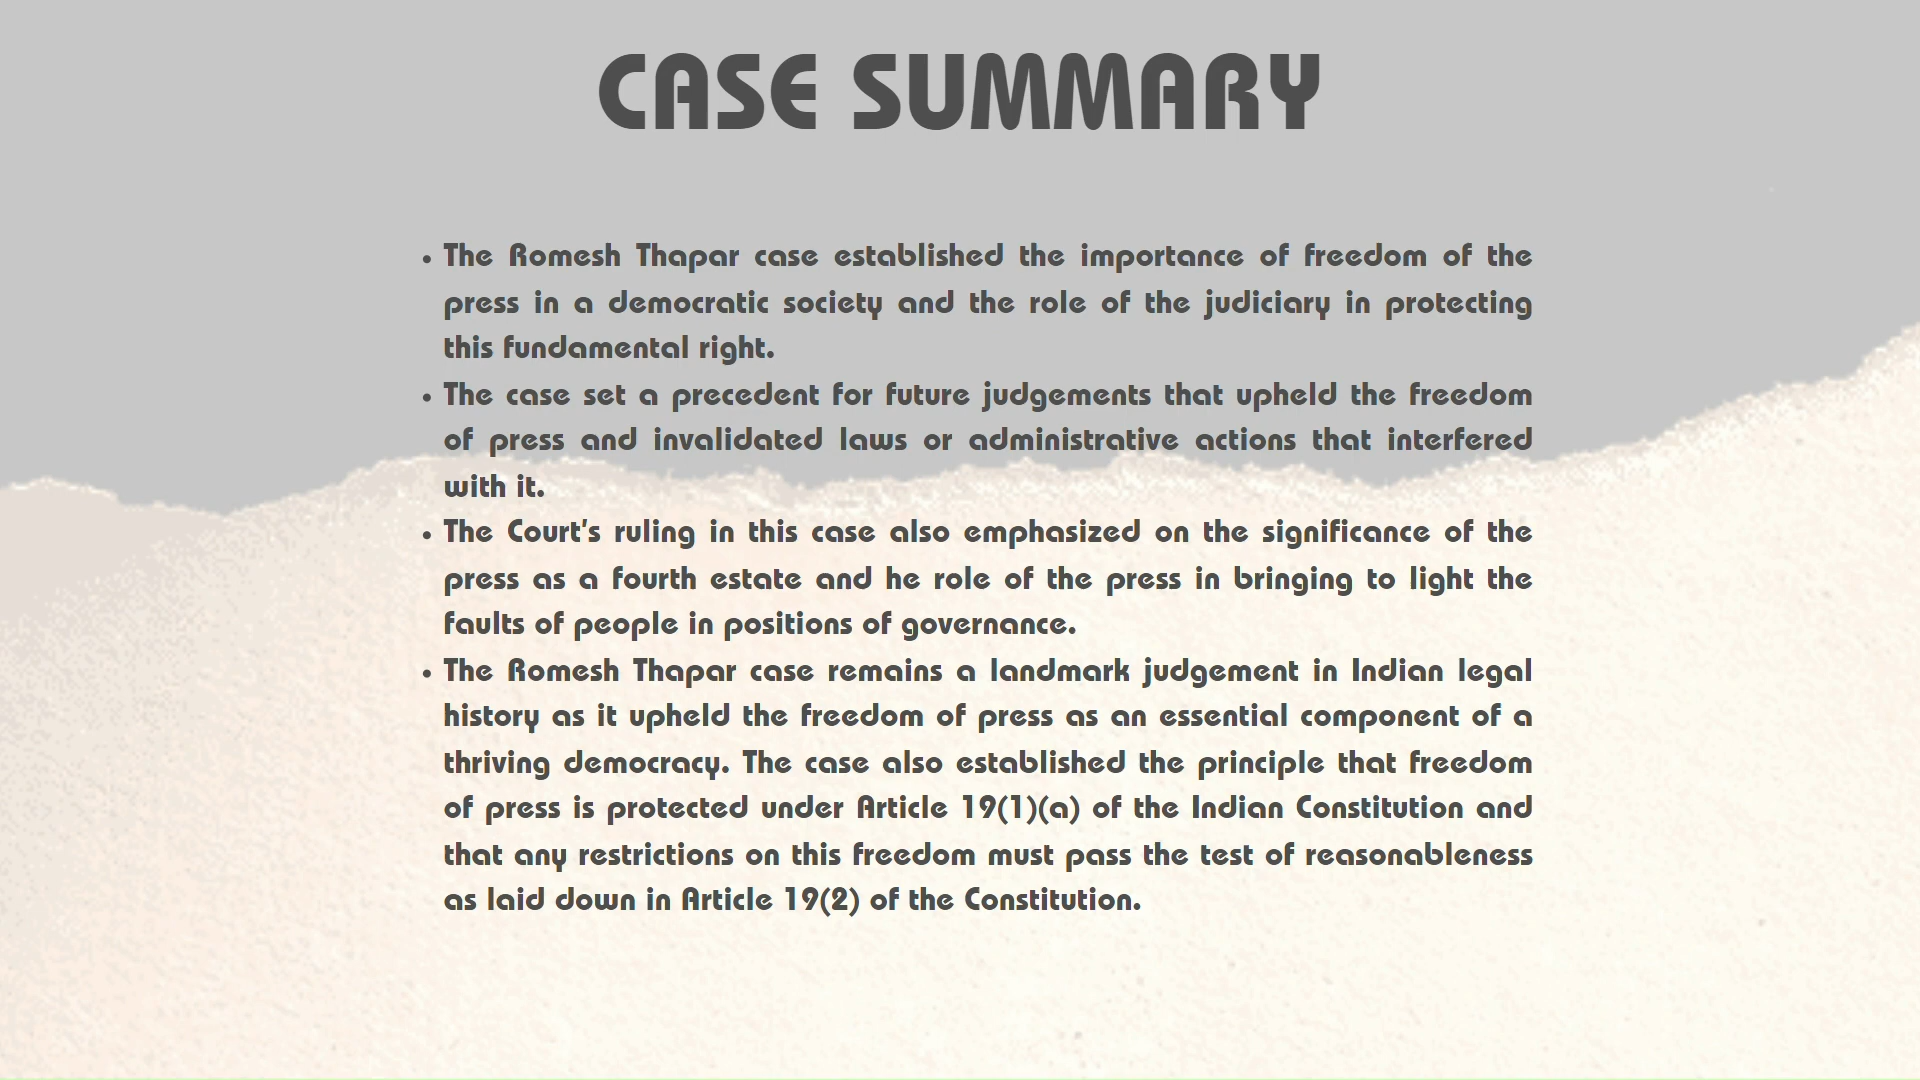 CASE SUMMARY
• The Romesh Thapar case established the importance of freedom of the
press in a democratic society and the role of the judiciary in protecting
this fundamental right.
• The case set a precedent for future judgements that upheld the freedom
of press and invalidated laws or administrative actions that interfered
with it.
• The Court's ruling in this case also emphasized on the significance of the
press as a fourth estate and he role of the press in bringing to light the
faults of people in positions of governance.
• The Romesh Thapar case remains a landmark judgement in Indian legal
history as it upheld the freedom of press as an essential component of a
thriving democracy. The case also established the principle that freedom
of press is protected under Article 19(1)(a) of the Indian Constitution and
that any restrictions on this freedom must pass the test of reasonableness
as laid down in Article 19(2) of the Constitution.